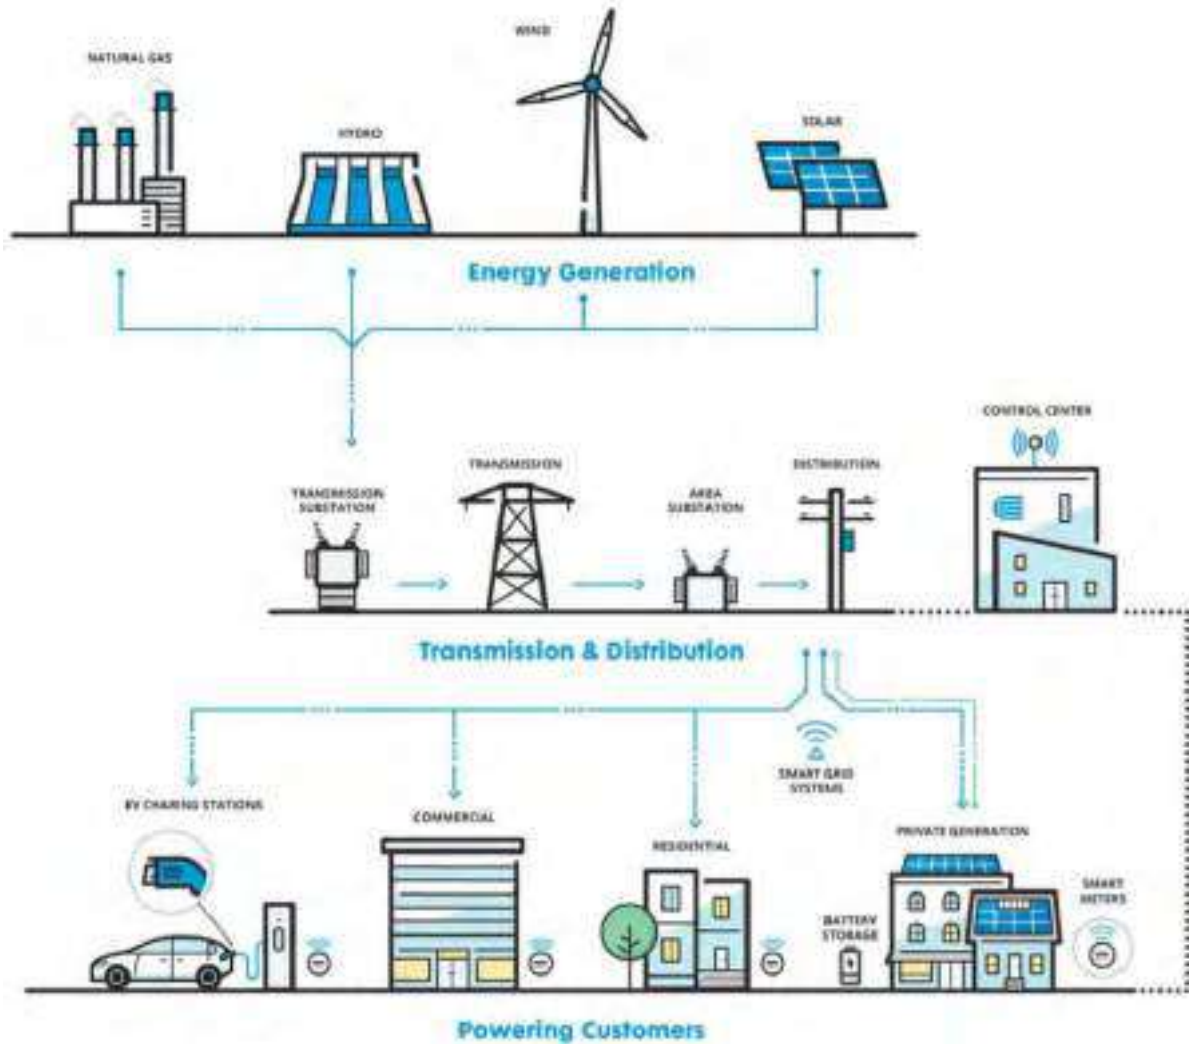 WIND
NATURAL GAS
SOLAR
HYDRO
Energy Generation
CONTROL CENTER
TRANSMISSION
DISTRIBUTION
TRANSMISSION
SUBSTATION
AREA
SUBSTATION
Transmission & Distribution
SMART GRID
SYSTEMS
EV CHARING STATIONS
COMMERCIAL
PRIVATE GENERATION
RESIDENTIAL
SMART
METERS
BATTERY
STORAGE
Powering Customers